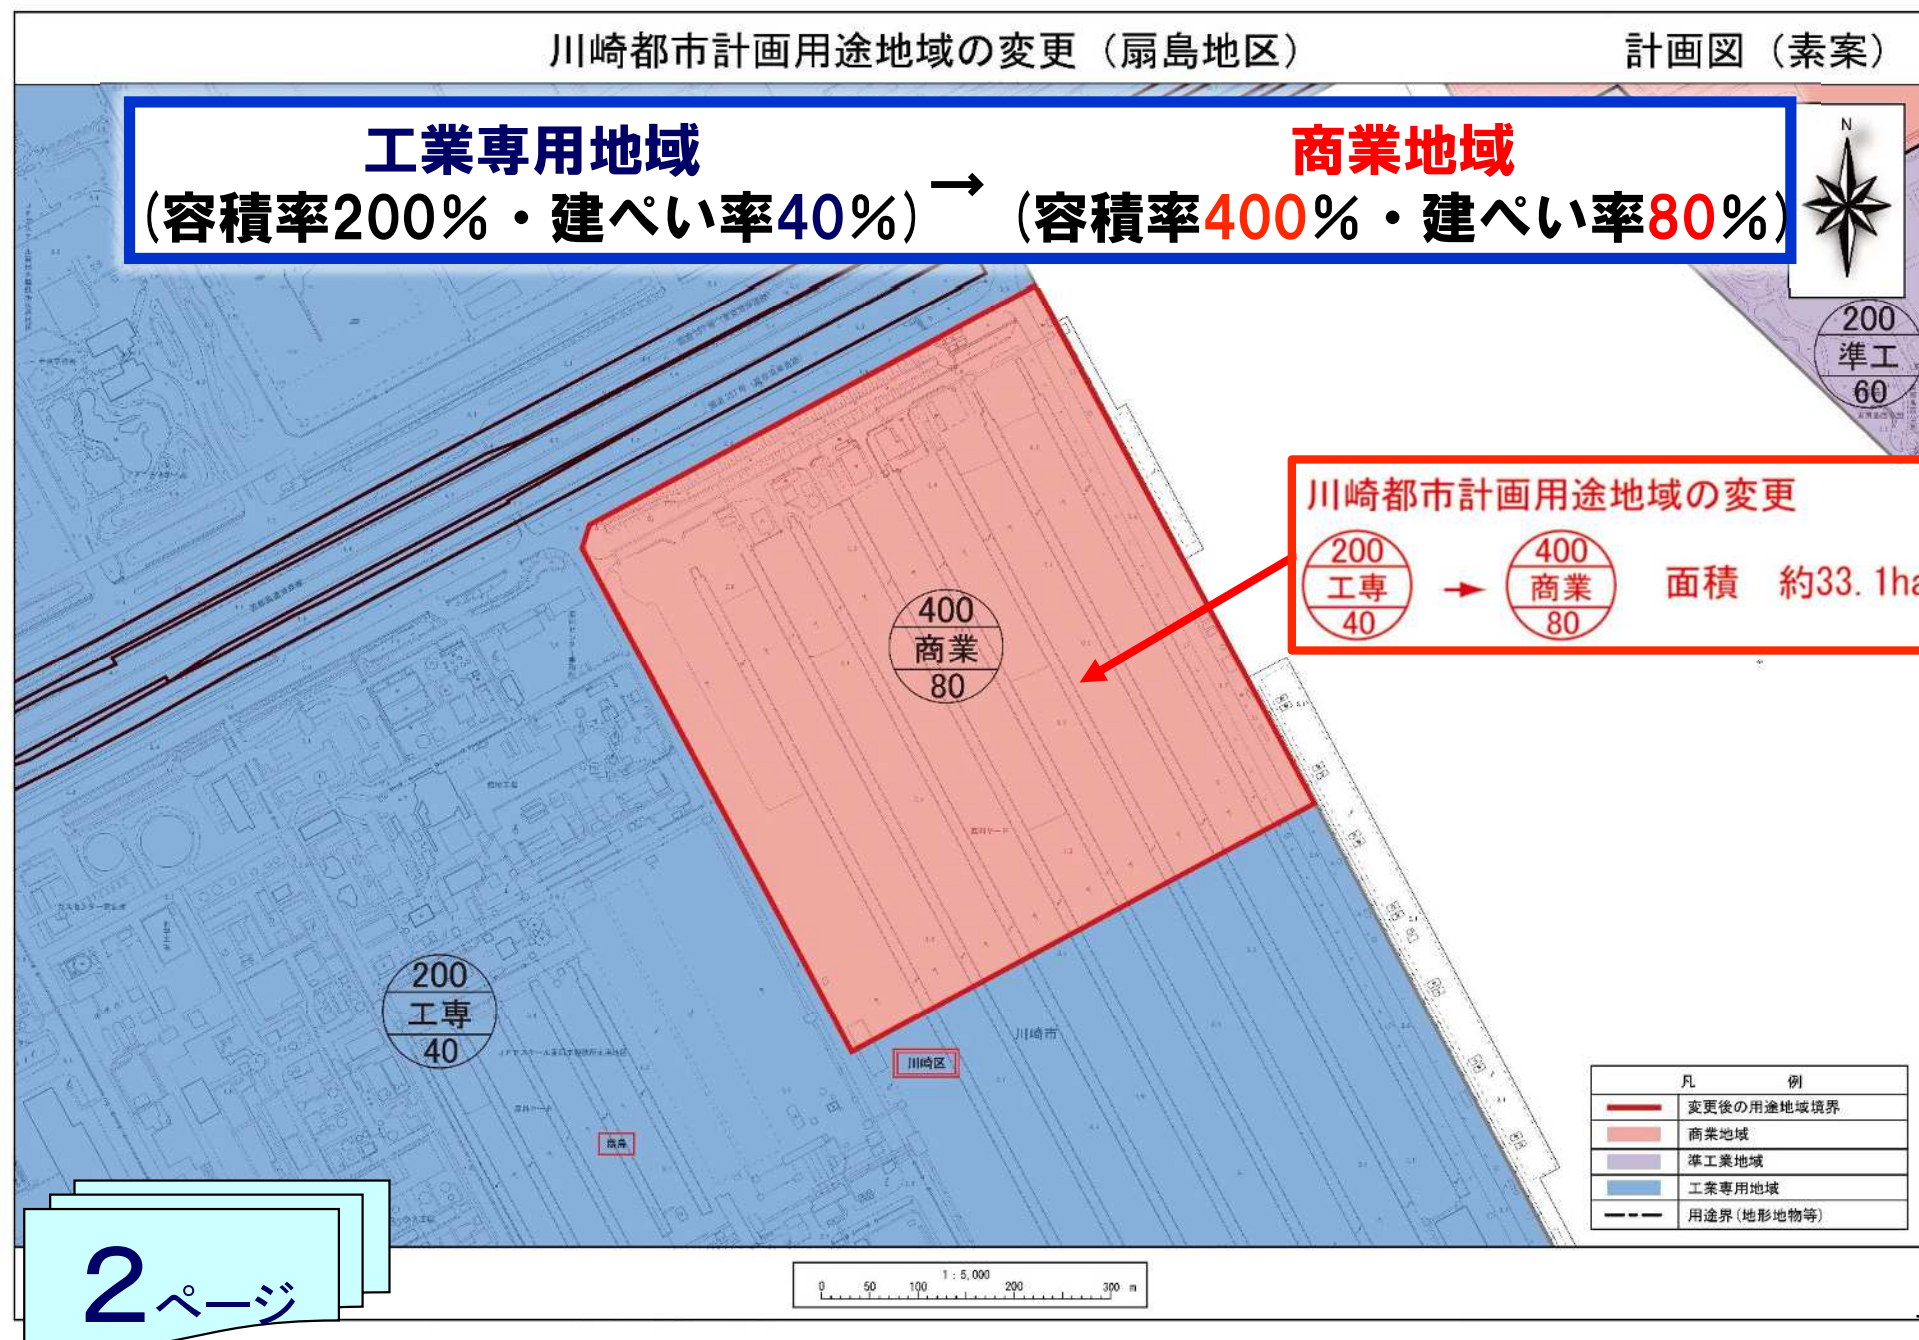 川崎都市計画用途地域の変更（扇島地区）
計画図（素案）
工業専用地域
(容積率200％・建ぺい率40％)
→
商業地域
(容積率400％・建ぺい率80％)
N
200
準工
60
川崎都市計画用途地域の変更
200
工専
40
400
商業
80
面積　約33.1ha
400
商業
80
原料ヤード
200
工専
40
川崎市
川崎区
扇島
凡　例
変更後の用途地域境界
商業地域
準工業地域
工業専用地域
用途界(地形地物等)
1：5,000
0 50 100 200 300 m
2ページ